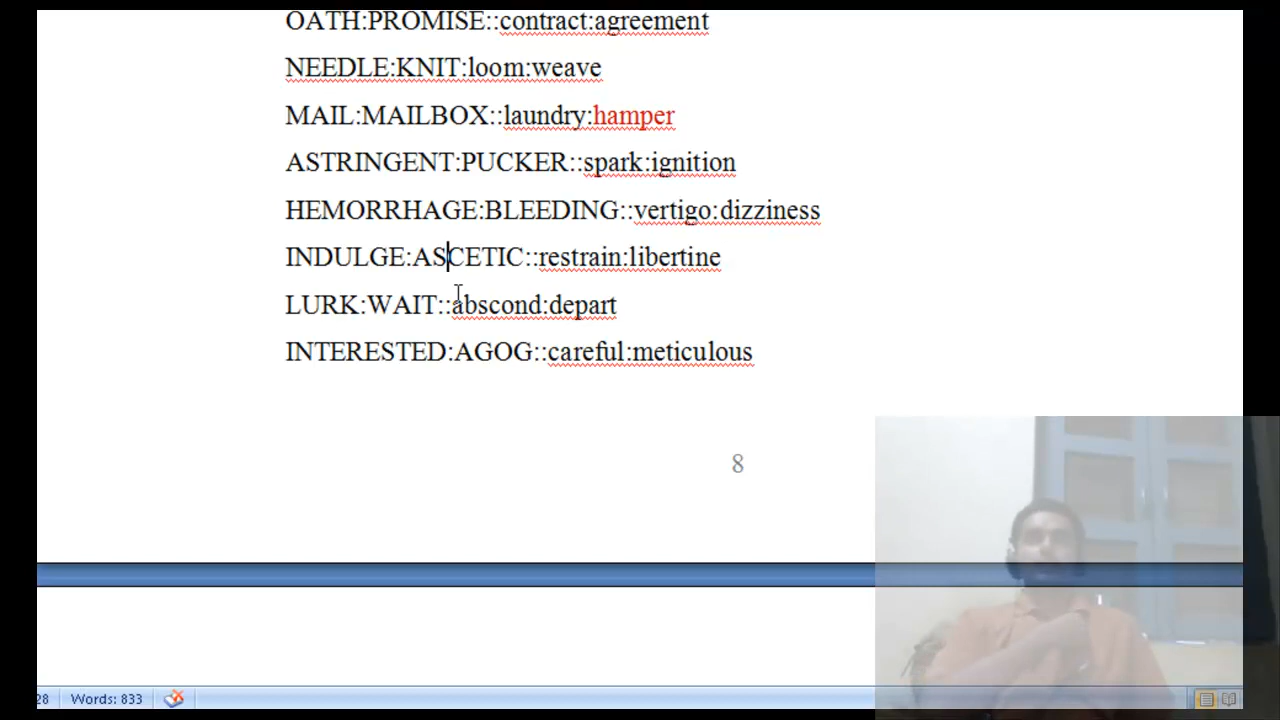 OATH:PROMISE::contract:agreement
NEEDLE:KNIT:loom:weave
MAIL:MAILBOX::laundry:hamper
ASTRINGENT:PUCKER::spark:ignition
HEMORRHAGE:BLEEDING::vertigo:dizziness
INDULGE:ASCETIC::restrain:libertine
LURK:WAIT::abscond:depart
INTERESTED:AGOG::careful:meticulous
8
28 Words: 833